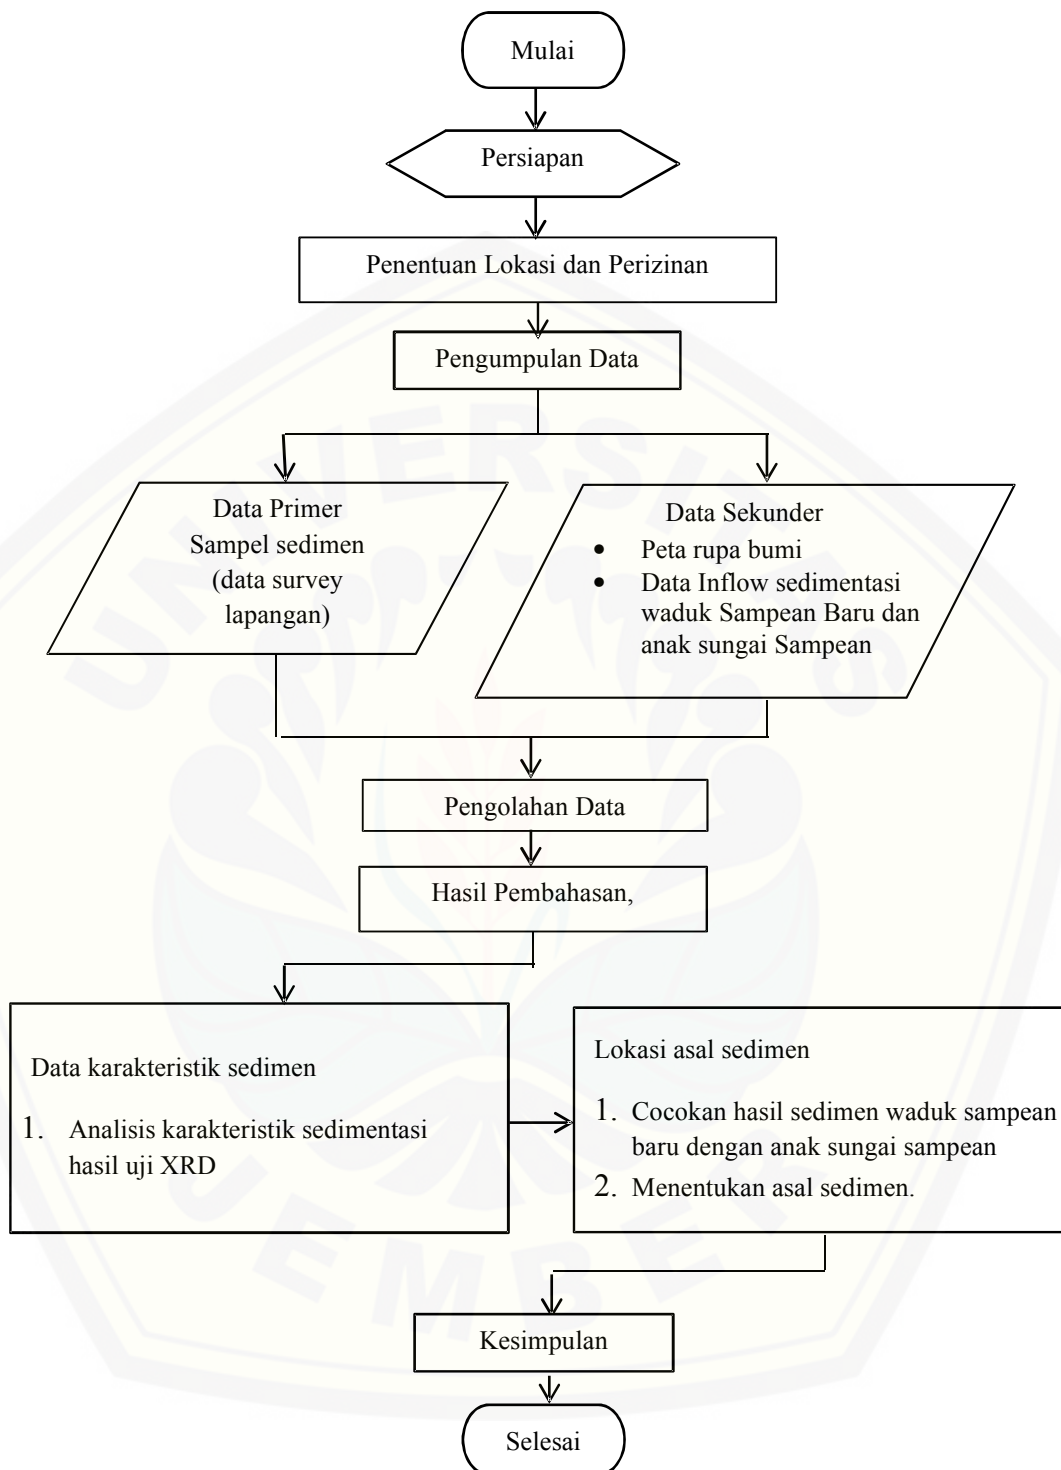 Mulai
Persiapan
Penentuan Lokasi dan Perizinan
Pengumpulan Data
Data Primer
Sampel sedimen
(data survey
lapangan)
Data Sekunder
• Peta rupa bumi
• Data Inflow sedimentasi
waduk Sampean Baru dan
anak sungai Sampean
Pengolahan Data
Hasil Pembahasan,
Data karakteristik sedimen
1. Analisis karakteristik sedimentasi
hasil uji XRD
Lokasi asal sedimen
1. Cocokan hasil sedimen waduk sampean
baru dengan anak sungai sampean
2. Menentukan asal sedimen.
Kesimpulan
Selesai
UNIVERSITAS
JEMBER